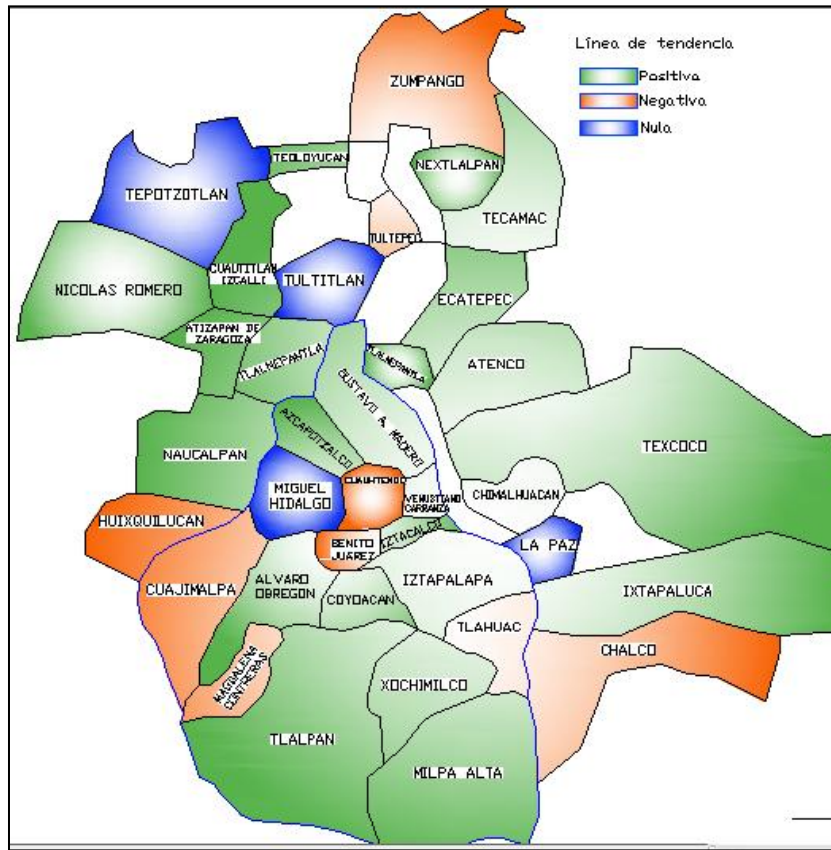 Línea de tendencia
Positiva
Negativa
Nula
ZUMPANGO
TEOLOYUCAN
NEXTLALPAN
TEPOTZOTLAN
TECAMAC
TULTEPEC
CUAUTITLAN
IZCALLI
TULTITLAN
NICOLAS ROMERO
ECATEPEC
ATIZAPAN DE
ZARAGOZA
TLALNEPANTLA
TLALNEPANTLA
ATENCO
GUSTAVO A. MADERO
AZCAPOTZALCO
TEXCOCO
NAUCALPAN
CUAUHTEMOC
MIGUEL
HIDALGO
VENUSTIANO
CARRANZA
CHIMALHUACAN
HUIXQUILUCAN
BENITO
JUAREZ
IZTACALCO
LA PAZ
CUAJIMALPA
ALVARO
OBREGON
IZTAPALAPA
IXTAPALUCA
COYOACAN
TLAHUAC
CHALCO
MAGDALENA
CONTRERAS
XOCHIMILCO
TLALPAN
MILPA ALTA